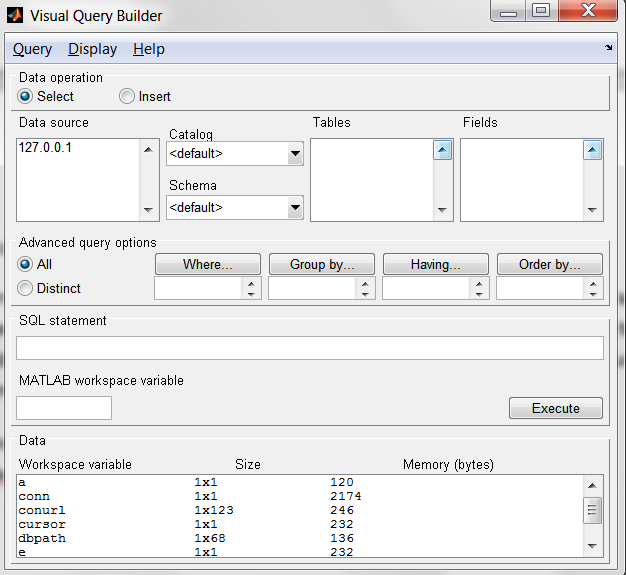 Visual Query Builder
Query Display Help
Data operation
Select Insert
Data source Catalog Tables Fields
127.0.0.1 <default>
Schema
<default>
Advanced query options
All Where... Group by... Having... Order by...
Distinct
SQL statement
MATLAB workspace variable
Execute
Data
Workspace variable Size Memory (bytes)
a 1x1 120
conn 1x1 2174
conurl 1x123 246
cursor 1x1 232
dbpath 1x68 136
e 1x1 232